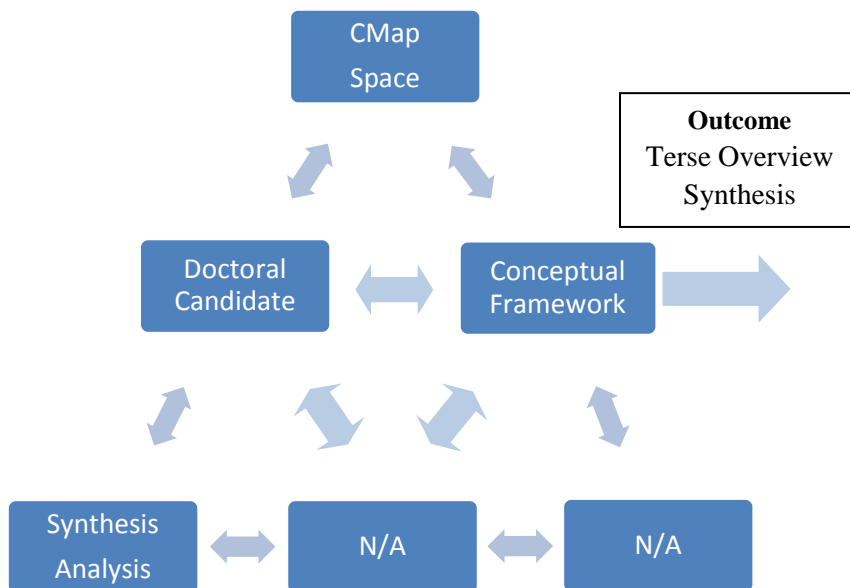 CMap
Space
Outcome
Terse Overview
Synthesis
Doctoral
Candidate
Conceptual
Framework
Synthesis
Analysis
N/A
N/A